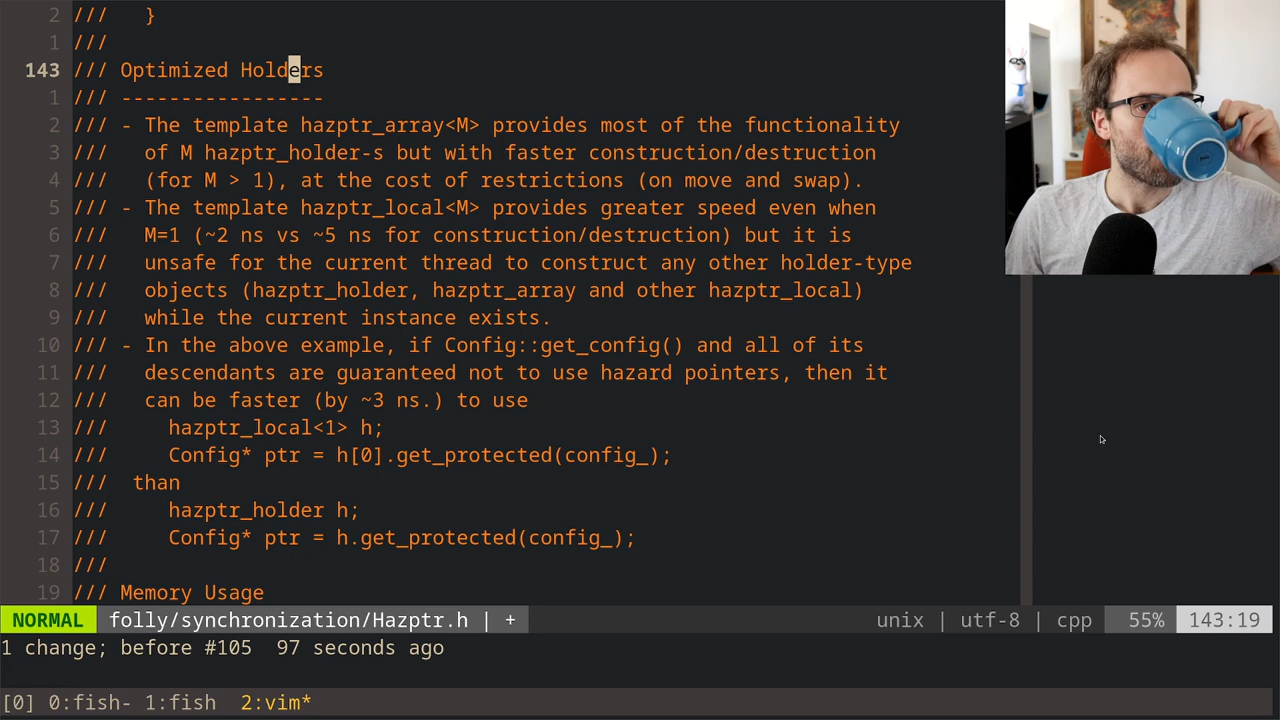 2 ///   }
1 ///
143 /// Optimized Holders
1 /// -----------------
2 /// - The template hazptr_array<M> provides most of the functionality
3 ///   of M hazptr_holder-s but with faster construction/destruction
4 ///   (for M > 1), at the cost of restrictions (on move and swap).
5 /// - The template hazptr_local<M> provides greater speed even when
6 ///   M=1 (~2 ns vs ~5 ns for construction/destruction) but it is
7 ///   unsafe for the current thread to construct any other holder-type
8 ///   objects (hazptr_holder, hazptr_array and other hazptr_local)
9 ///   while the current instance exists.
10 /// - In the above example, if Config::get_config() and all of its
11 ///   descendants are guaranteed not to use hazard pointers, then it
12 ///   can be faster (by ~3 ns.) to use
13 ///     hazptr_local<1> h;
14 ///     Config* ptr = h[0].get_protected(config_);
15 ///  than
16 ///     hazptr_holder h;
17 ///     Config* ptr = h.get_protected(config_);
18 ///
19 /// Memory Usage
NORMAL folly/synchronization/Hazptr.h | + unix | utf-8 | cpp 55% 143:19
1 change; before #105  97 seconds ago
[0] 0:fish- 1:fish  2:vim*